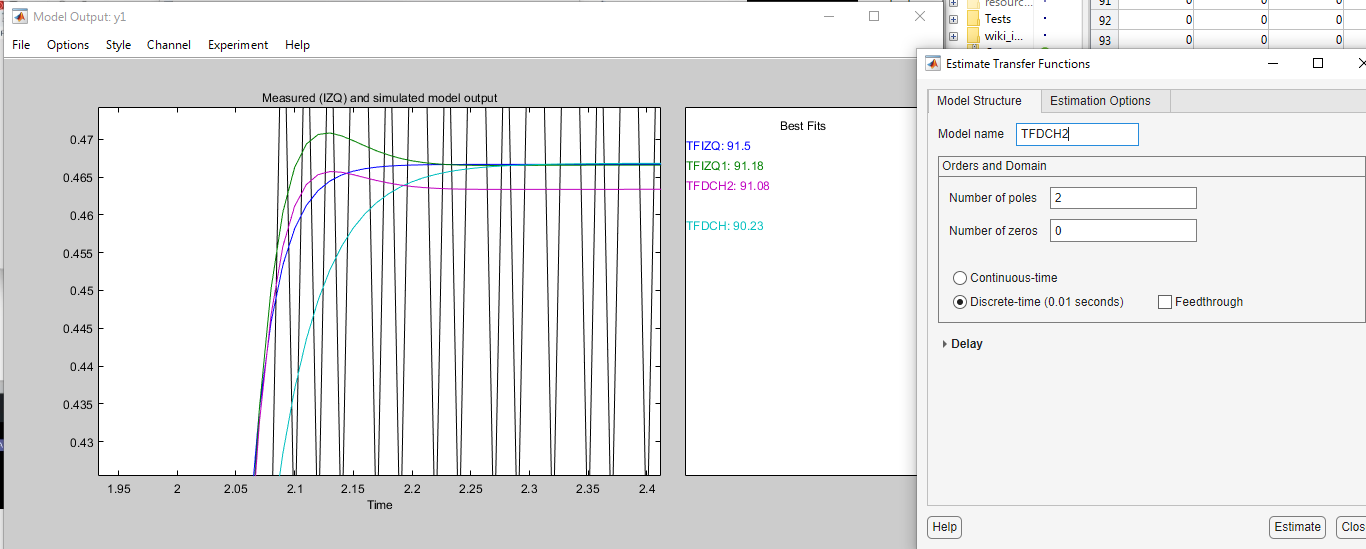 Model Output: y1
File Options Style Channel Experiment Help
Measured (IZQ) and simulated model output
0.47
0.465
0.46
0.455
0.45
0.445
0.44
0.435
0.43
1.95 2 2.05 2.1 2.15 2.2 2.25 2.3 2.35 2.4
Time
Best Fits
TFIZQ: 91.5
TFIZQ1: 91.18
TFDCH2: 91.08
TFDCH: 90.23
resourc...
Tests
wiki_i...
91 0 0 0
92 0 0 0
93 0 0 0
Estimate Transfer Functions
Model Structure Estimation Options
Model name TFDCH2
Orders and Domain
Number of poles 2
Number of zeros 0
Continuous-time
Discrete-time (0.01 seconds) Feedthrough
Delay
Help Estimate Clos